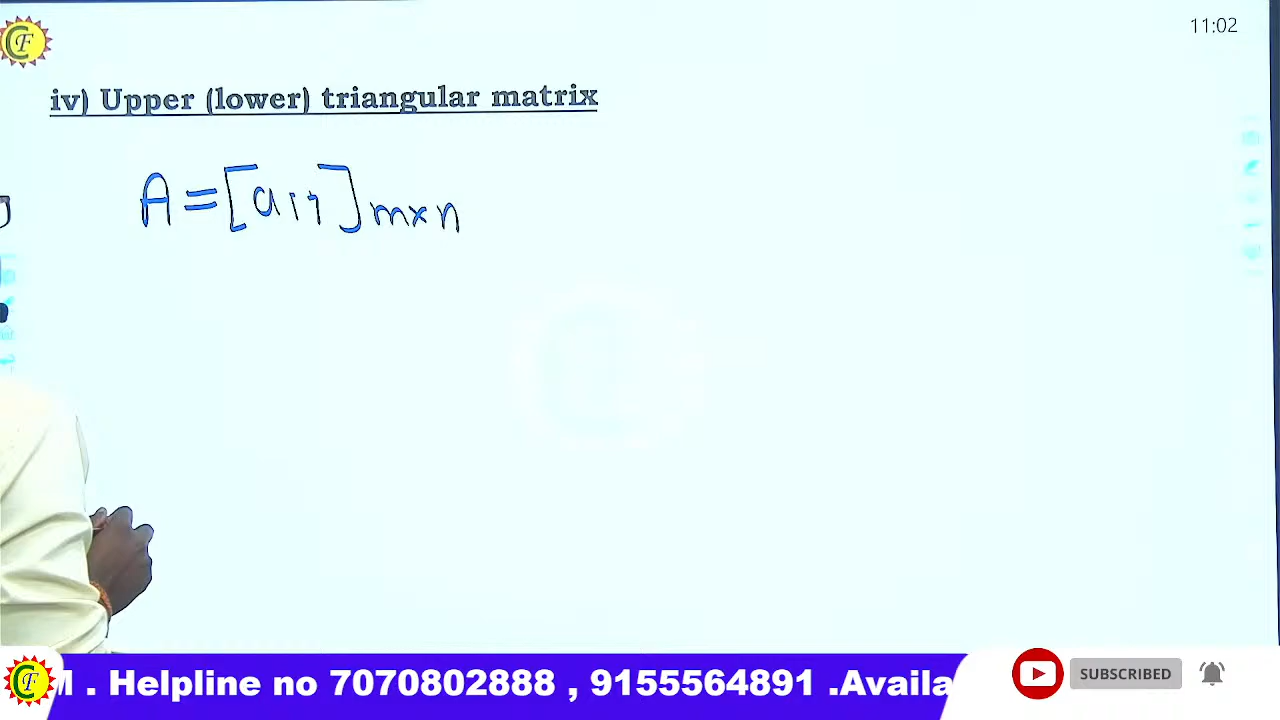 11:02
iv) Upper (lower) triangular matrix
A = [aij]m×n
M . Helpline no 7070802888 , 9155564891 .Availa
SUBSCRIBED